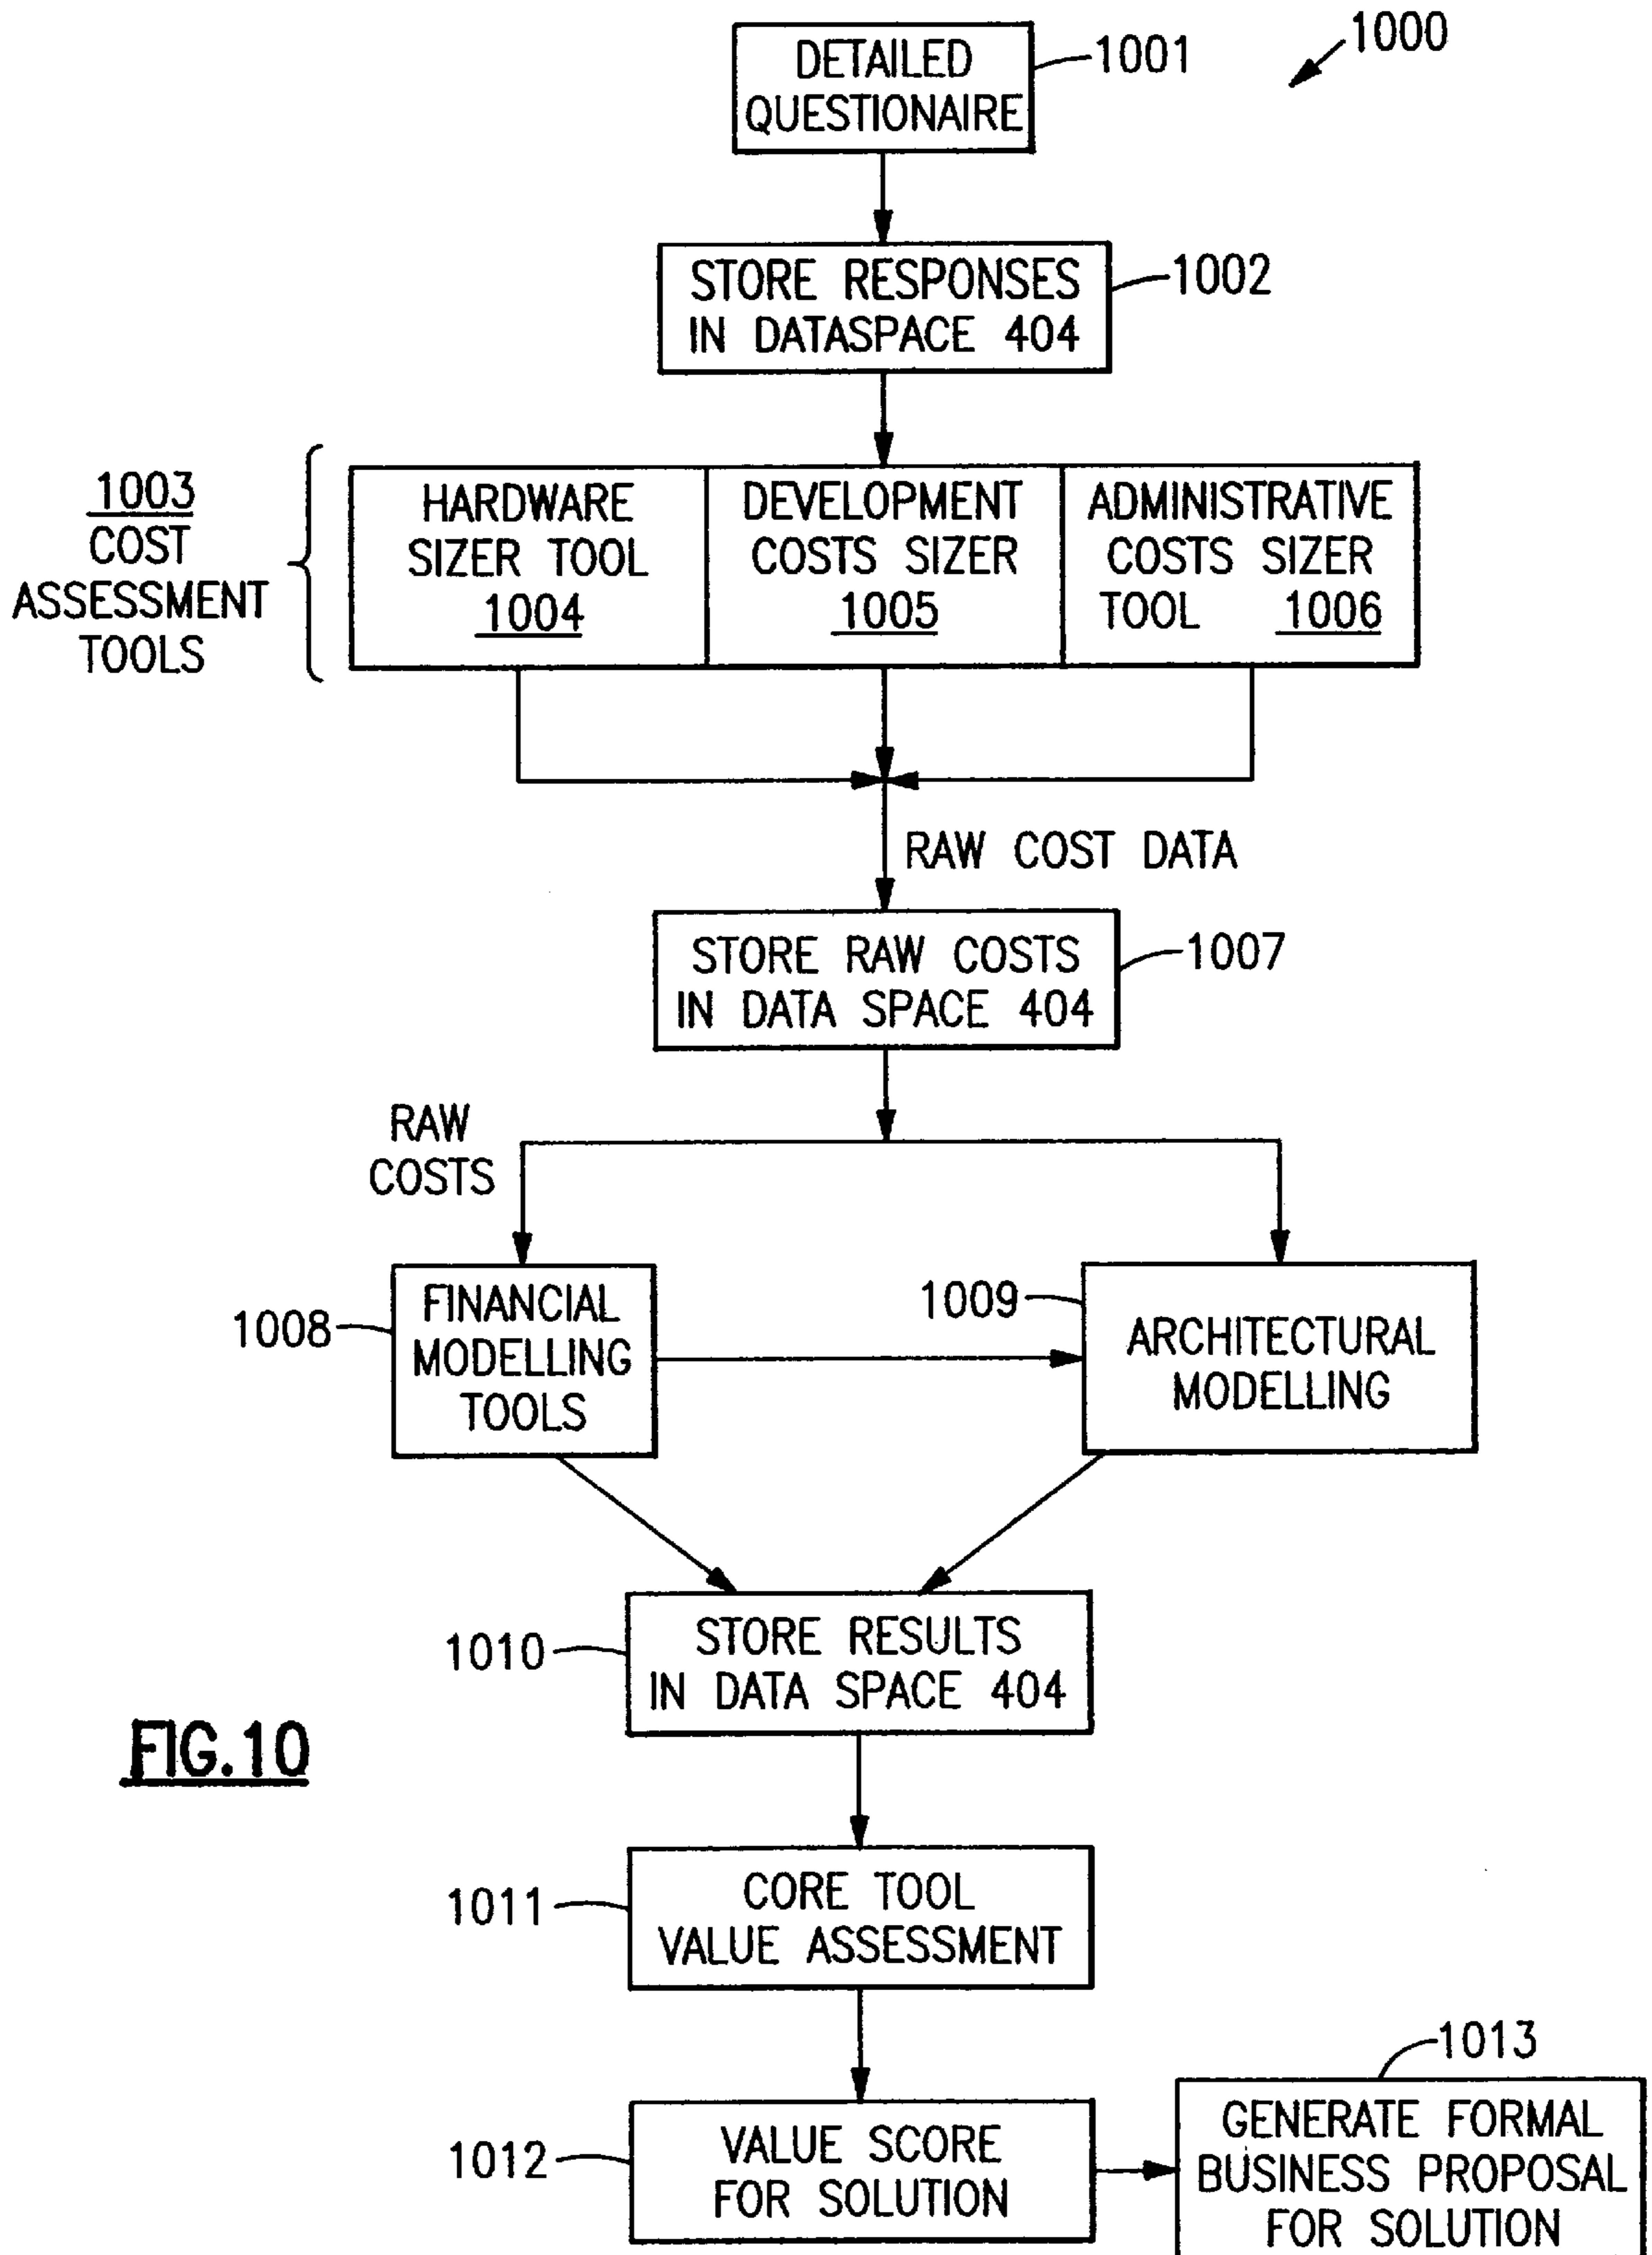 1000
DETAILED
QUESTIONAIRE
1001
STORE RESPONSES
IN DATASPACE 404
1002
1003
COST
ASSESSMENT
TOOLS
HARDWARE
SIZER TOOL
1004
DEVELOPMENT
COSTS SIZER
1005
ADMINISTRATIVE
COSTS SIZER
TOOL 1006
RAW COST DATA
STORE RAW COSTS
IN DATA SPACE 404
1007
RAW
COSTS
1008
FINANCIAL
MODELLING
TOOLS
1009
ARCHITECTURAL
MODELLING
1010
STORE RESULTS
IN DATA SPACE 404
FIG.10
1011
CORE TOOL
VALUE ASSESSMENT
1012
VALUE SCORE
FOR SOLUTION
1013
GENERATE FORMAL
BUSINESS PROPOSAL
FOR SOLUTION